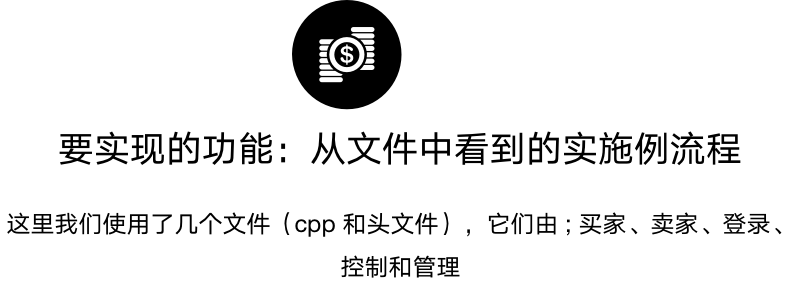 $
要实现的功能：从文件中看到的实施例流程
这里我们使用了几个文件（cpp 和头文件），它们由 ; 买家、卖家、登录、
控制和管理